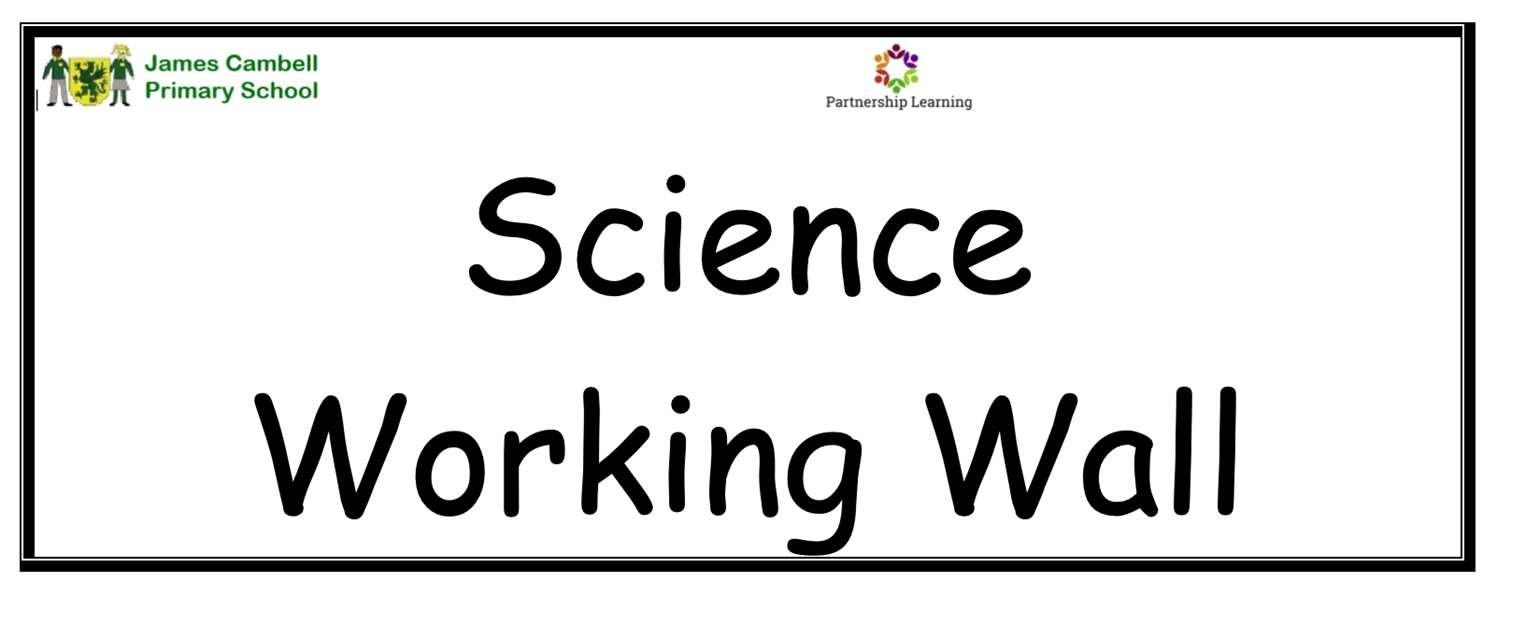 James Cambell
Primary School
Partnership Learning
Science
Working Wall